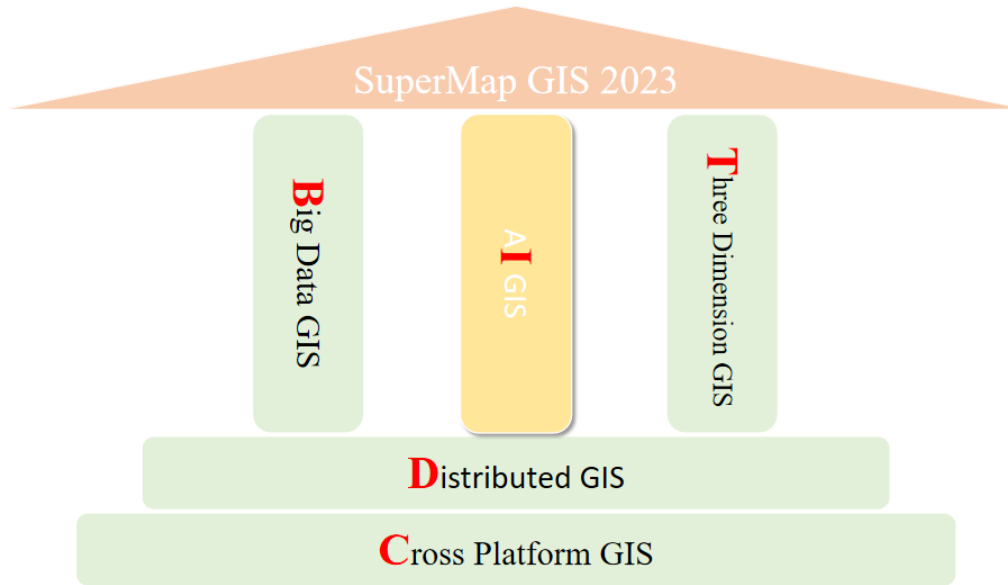 SuperMap GIS 2023
Big Data GIS
AI GIS
Three Dimension GIS
Distributed GIS
Cross Platform GIS